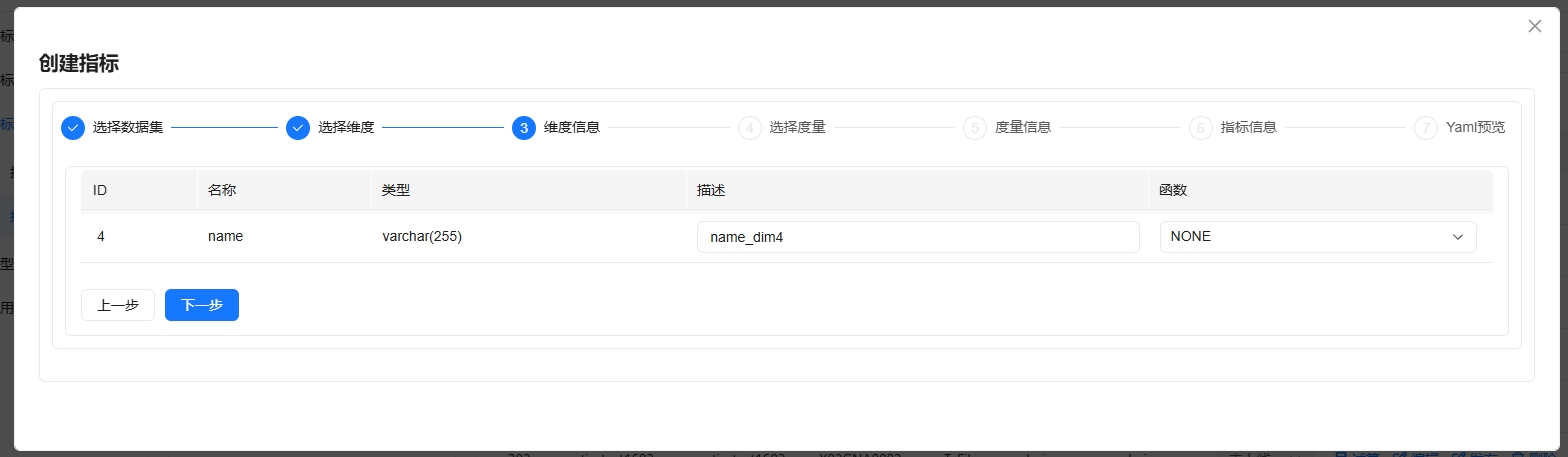 创建指标
选择数据集 选择维度 3 维度信息 4 选择度量 5 度量信息 6 指标信息 7 Yaml预览
ID 名称 类型 描述 函数
4 name varchar(255) name_dim4 NONE
上一步 下一步